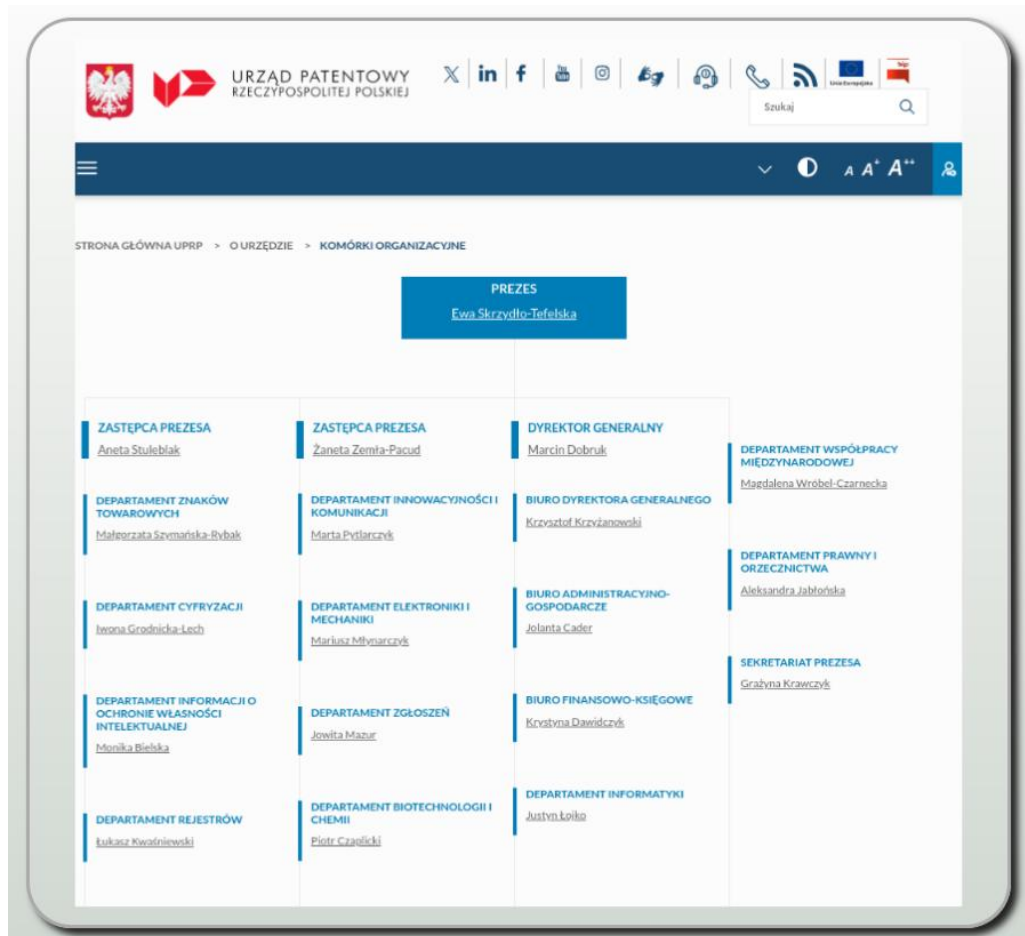 URZĄD PATENTOWY
RZECZYPOSPOLITEJ POLSKIEJ
Szukaj
A A+ A++
STRONA GŁÓWNA UPRP > O URZĘDZIE > KOMÓRKI ORGANIZACYJNE
PREZES
Ewa Skrzydło-Tefelska
ZASTĘPCA PREZESA
Aneta Stuleblak
DEPARTAMENT ZNAKÓW
TOWAROWYCH
Małgorzata Szymańska-Rybak
DEPARTAMENT CYFRYZACJI
Iwona Grodnicka-Lech
DEPARTAMENT INFORMACJI O
OCHRONIE WŁASNOŚCI
INTELEKTUALNEJ
Monika Bielska
DEPARTAMENT REJESTRÓW
Łukasz Kwaśniewski
ZASTĘPCA PREZESA
Żaneta Zemła-Pacud
DEPARTAMENT INNOWACYJNOŚCI I
KOMUNIKACJI
Marta Pytlarczyk
DEPARTAMENT ELEKTRONIKI I
MECHANIKI
Mariusz Młynarczyk
DEPARTAMENT ZGŁOSZEŃ
Jowita Mazur
DEPARTAMENT BIOTECHNOLOGII I
CHEMII
Piotr Czaplicki
DYREKTOR GENERALNY
Marcin Dobruk
BIURO DYREKTORA GENERALNEGO
Krzysztof Krzyżanowski
BIURO ADMINISTRACYJNO-
GOSPODARCZE
Jolanta Cader
BIURO FINANSOWO-KSIĘGOWE
Krystyna Dawidczyk
DEPARTAMENT INFORMATYKI
Justyn Łojko
DEPARTAMENT WSPÓŁPRACY
MIĘDZYNARODOWEJ
Magdalena Wróbel-Czarnecka
DEPARTAMENT PRAWNY I
ORZECZNICTWA
Aleksandra Jabłońska
SEKRETARIAT PREZESA
Grażyna Krawczyk